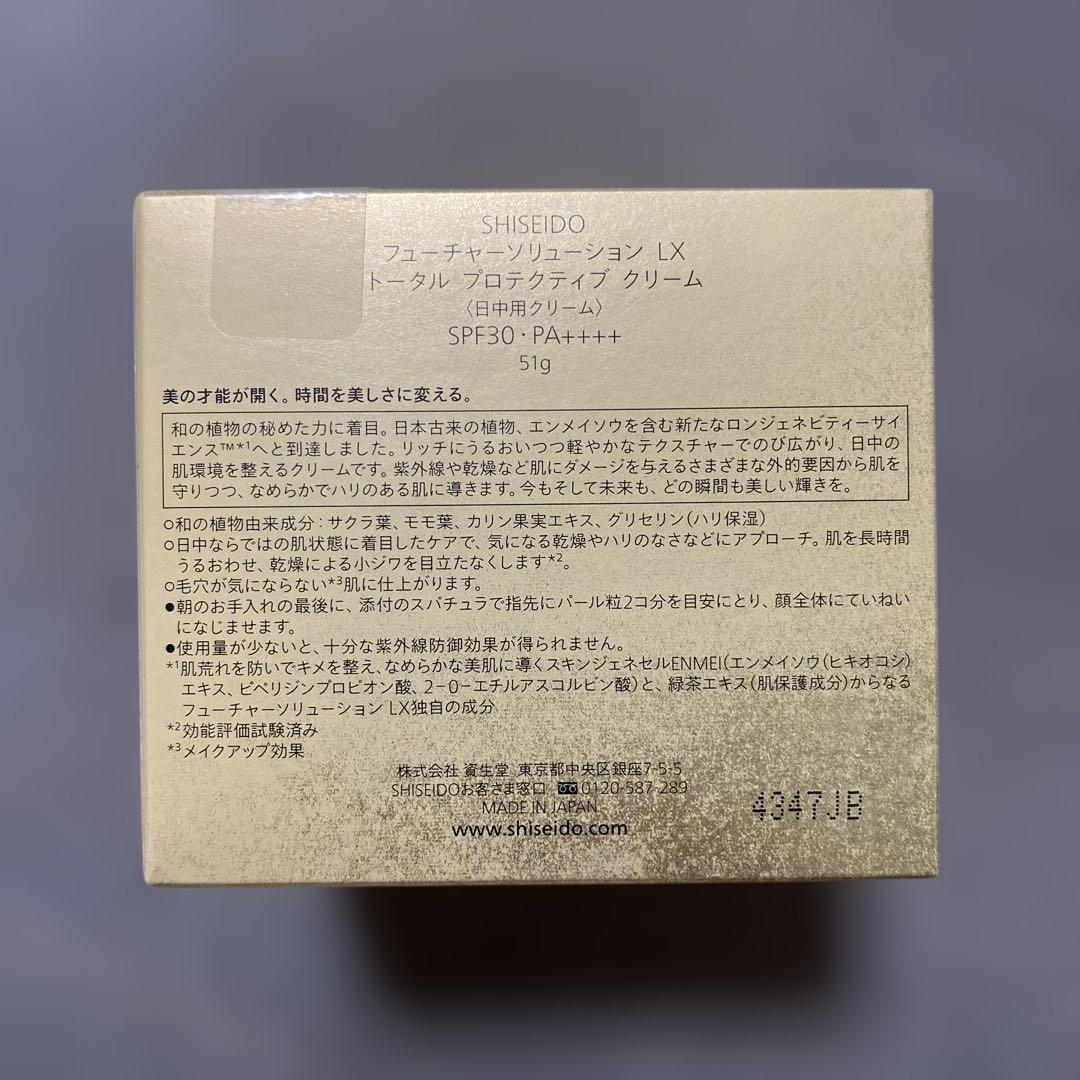 SHISEIDO
フューチャーソリューション LX
トータル プロテクティブ クリーム
〈日中用クリーム〉
SPF30・PA++++
51g
美の才能が開く。時間を美しさに変える。
和の植物の秘めた力に着目。日本古来の植物、エンメイソウを含む新たなロンジェネビティーサイ
エンス™*1へと到達しました。リッチにうるおいつつ軽やかなテクスチャーでのび広がり、日中の
肌環境を整えるクリームです。紫外線や乾燥など肌にダメージを与えるさまざまな外的要因から肌を
守りつつ、なめらかでハリのある肌に導きます。今もそして未来も、どの瞬間も美しい輝きを。
○和の植物由来成分：サクラ葉、モモ葉、カリン果実エキス、グリセリン（ハリ保湿）
○日中ならではの肌状態に着目したケアで、気になる乾燥やハリのなさなどにアプローチ。肌を長時間
うるおわせ、乾燥による小ジワを目立たなくします*2。
○毛穴が気にならない*3肌に仕上がります。
●朝のお手入れの最後に、添付のスパチュラで指先にパール粒2コ分を目安にとり、顔全体にていねい
になじませます。
●使用量が少ないと、十分な紫外線防御効果が得られません。
*1肌荒れを防いでキメを整え、なめらかな美肌に導くスキンジェネセルENMEI（エンメイソウ（ヒキオコシ）
エキス、ピペリジンプロピオン酸、2-O-エチルアスコルビン酸）と、緑茶エキス（肌保護成分）からなる
フューチャーソリューション LX独自の成分
*2効能評価試験済み
*3メイクアップ効果
株式会社 資生堂 東京都中央区銀座7-5-5
SHISEIDOお客さま窓口 0120-587-289
MADE IN JAPAN
www.shiseido.com
4347JB